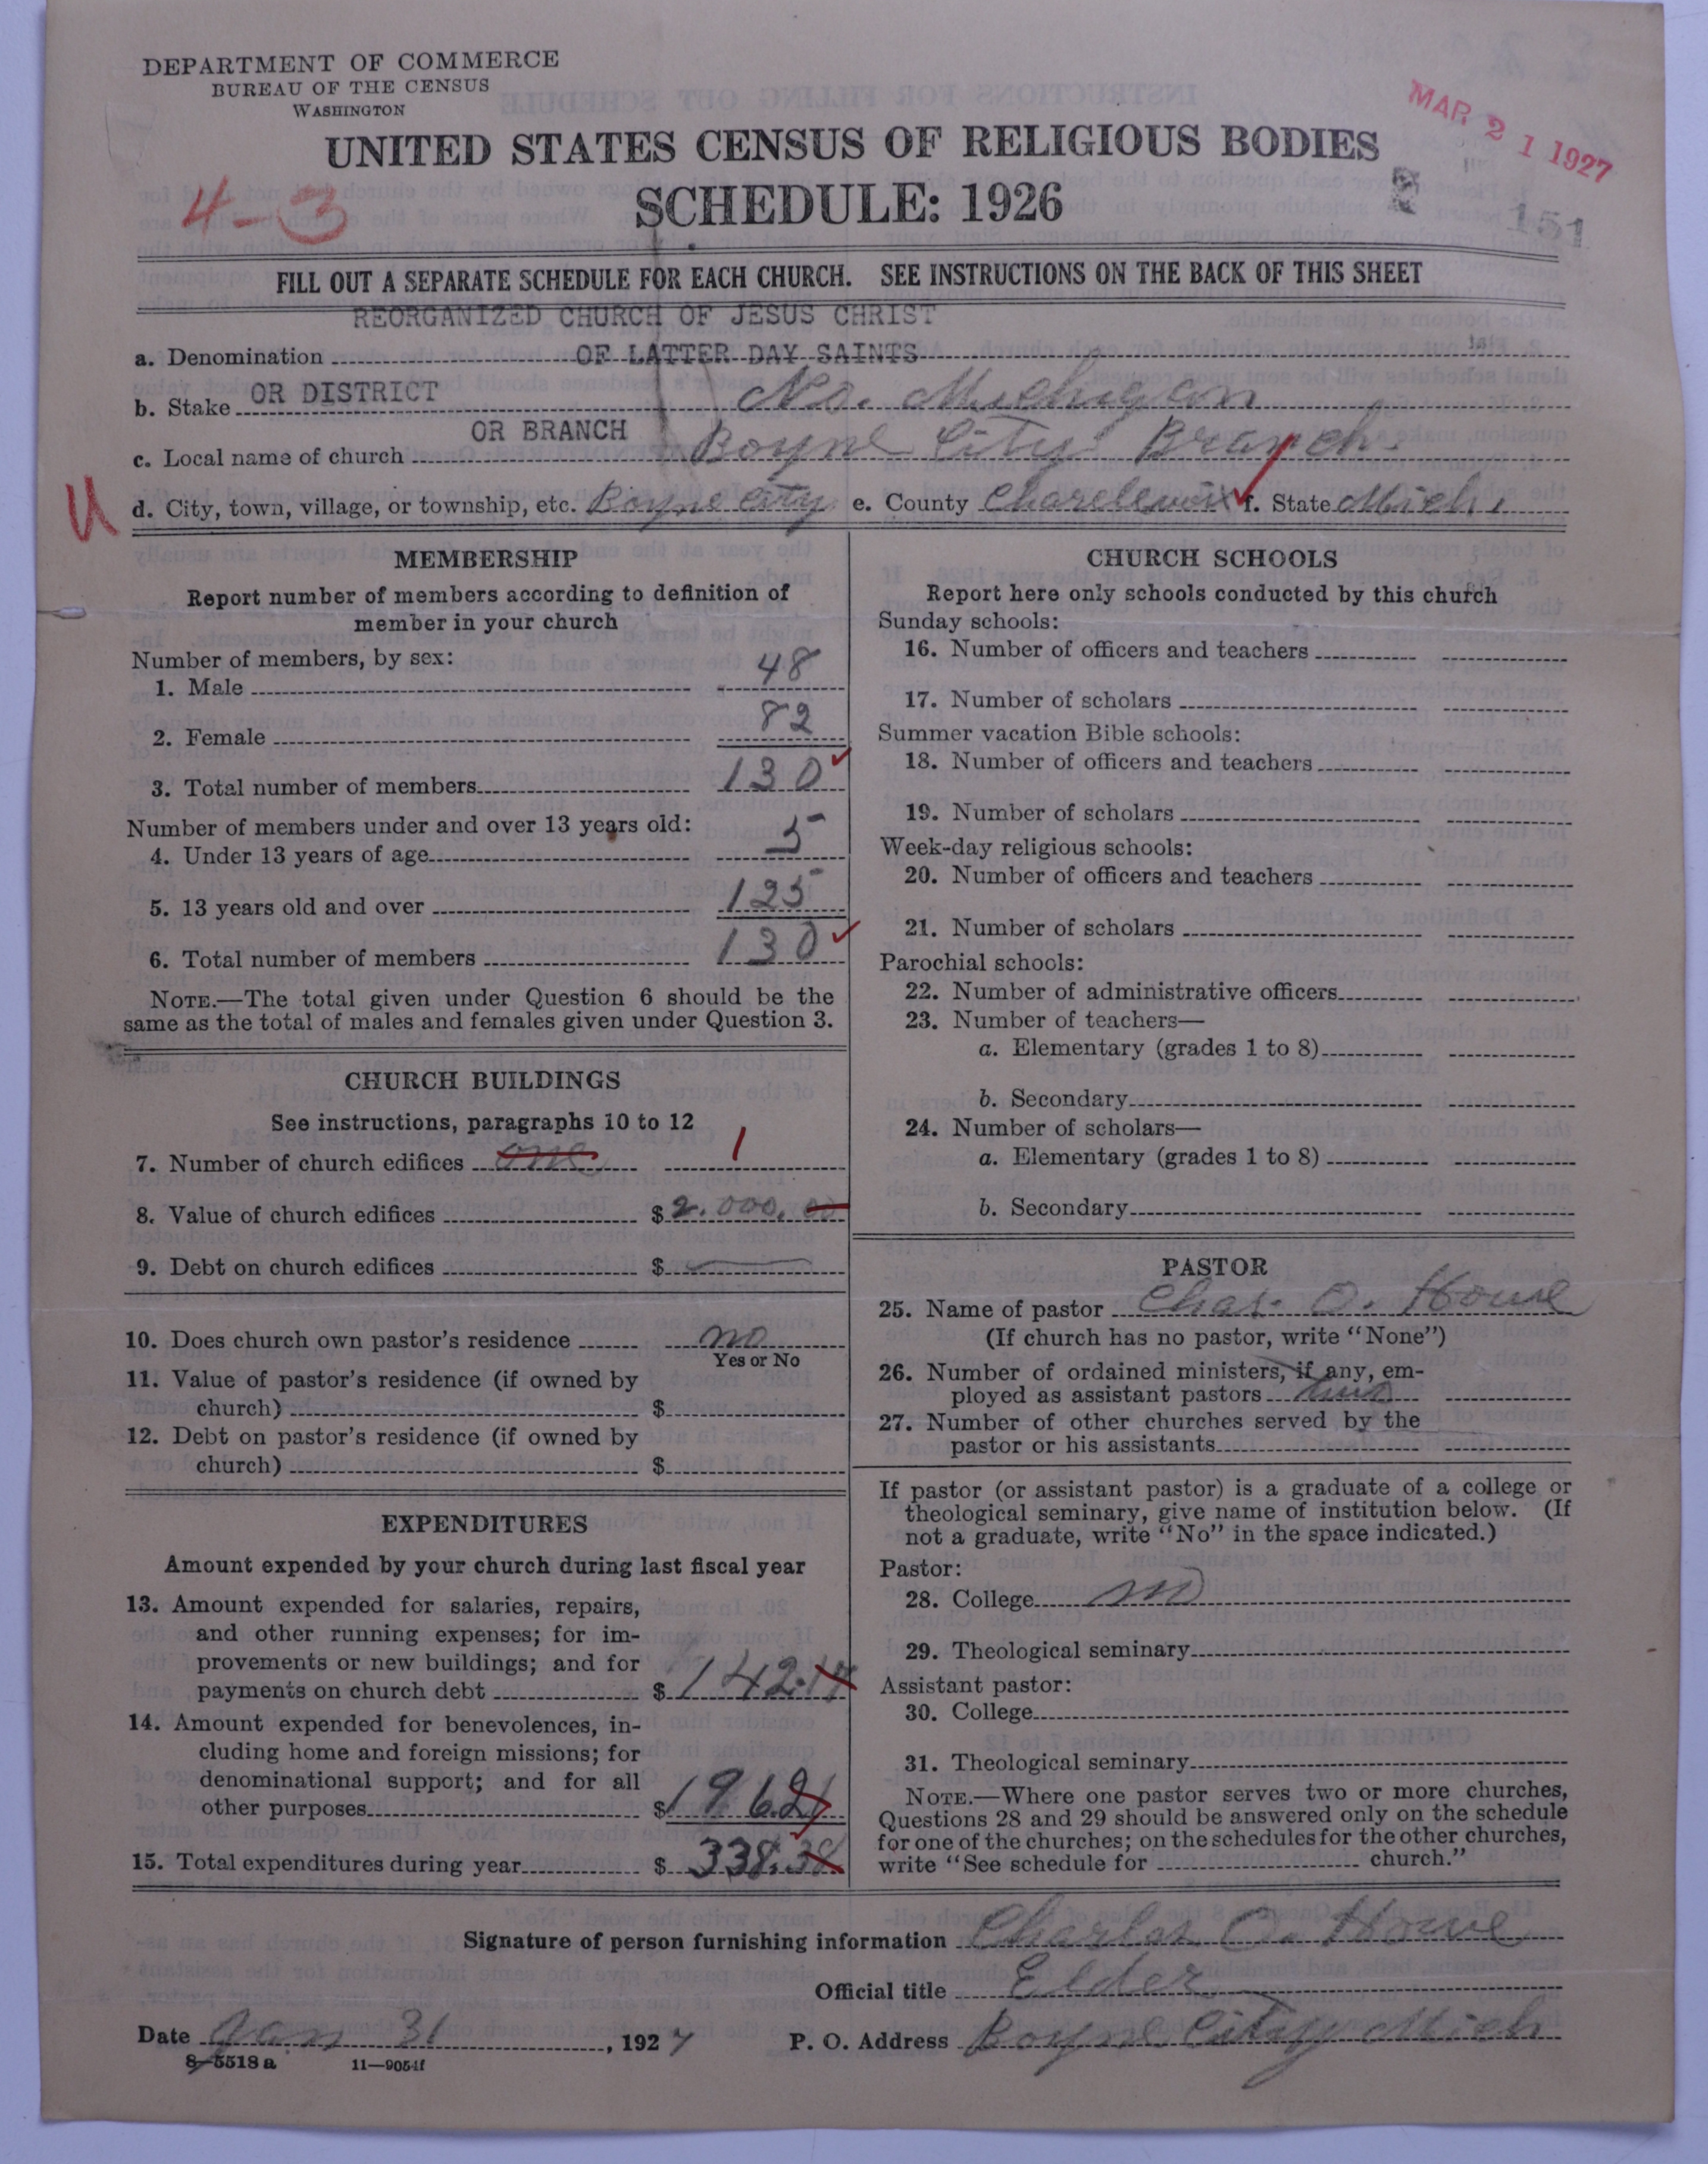 DEPARTMENT OF COMMERCE
BUREAU OF THE CENSUS
WASHINGTON
MAR. 21 1927
UNITED STATES CENSUS OF RELIGIOUS BODIES
4-3
SCHEDULE: 1926
151
FILL OUT A SEPARATE SCHEDULE FOR EACH CHURCH. SEE INSTRUCTIONS ON THE BACK OF THIS SHEET
REORGANIZED CHURCH OF JESUS CHRIST
a. Denomination OF LATTER DAY SAINTS
b. Stake OR DISTRICT No. Michigan
OR BRANCH
c. Local name of church Boyne City Branch.
U
d. City, town, village, or township, etc. Boyne City e. County Charelevoix f. State Mich.
MEMBERSHIP
Report number of members according to definition of
member in your church
Number of members, by sex:
1. Male 48
2. Female 82
3. Total number of members 130
Number of members under and over 13 years old:
4. Under 13 years of age 5
5. 13 years old and over 125
6. Total number of members 130
NOTE.—The total given under Question 6 should be the
same as the total of males and females given under Question 3.
CHURCH BUILDINGS
See instructions, paragraphs 10 to 12
7. Number of church edifices one 1
8. Value of church edifices $ 2.000.00
9. Debt on church edifices $
10. Does church own pastor's residence no
Yes or No
11. Value of pastor's residence (if owned by
church) $
12. Debt on pastor's residence (if owned by
church) $
EXPENDITURES
Amount expended by your church during last fiscal year
13. Amount expended for salaries, repairs,
and other running expenses; for im-
provements or new buildings; and for
payments on church debt $ 142.17
14. Amount expended for benevolences, in-
cluding home and foreign missions; for
denominational support; and for all
other purposes $ 196.21
15. Total expenditures during year $ 338.38
CHURCH SCHOOLS
Report here only schools conducted by this church
Sunday schools:
16. Number of officers and teachers
17. Number of scholars
Summer vacation Bible schools:
18. Number of officers and teachers
19. Number of scholars
Week-day religious schools:
20. Number of officers and teachers
21. Number of scholars
Parochial schools:
22. Number of administrative officers
23. Number of teachers—
a. Elementary (grades 1 to 8)
b. Secondary
24. Number of scholars—
a. Elementary (grades 1 to 8)
b. Secondary
PASTOR
25. Name of pastor Chas. O. Howe
(If church has no pastor, write "None")
26. Number of ordained ministers, if any, em-
ployed as assistant pastors two
27. Number of other churches served by the
pastor or his assistants
If pastor (or assistant pastor) is a graduate of a college or
theological seminary, give name of institution below. (If
not a graduate, write "No" in the space indicated.)
Pastor:
28. College no
29. Theological seminary
Assistant pastor:
30. College
31. Theological seminary
NOTE.—Where one pastor serves two or more churches,
Questions 28 and 29 should be answered only on the schedule
for one of the churches; on the schedules for the other churches,
write "See schedule for church."
Signature of person furnishing information Charles O. Howe
Official title Elder
Date Jan 31, 1927 P. O. Address Boyne City Mich
8-5518a 11-9054f